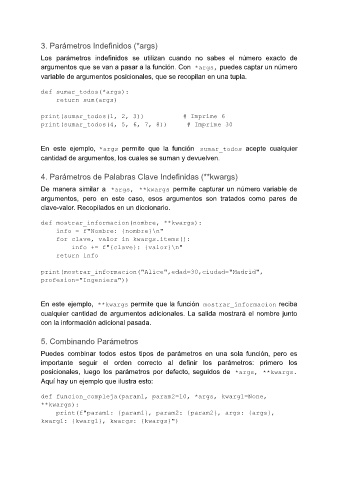 3. Parámetros Indefinidos (*args)
Los parámetros indefinidos se utilizan cuando no sabes el número exacto de
argumentos que se van a pasar a la función. Con *args, puedes captar un número
variable de argumentos posicionales, que se recopilan en una tupla.
def sumar_todos(*args):
    return sum(args)
print(sumar_todos(1, 2, 3))          # Imprime 6
print(sumar_todos(4, 5, 6, 7, 8))     # Imprime 30
En este ejemplo, *args permite que la función sumar_todos acepte cualquier
cantidad de argumentos, los cuales se suman y devuelven.
4. Parámetros de Palabras Clave Indefinidas (**kwargs)
De manera similar a *args, **kwargs permite capturar un número variable de
argumentos, pero en este caso, esos argumentos son tratados como pares de
clave-valor. Recopilados en un diccionario.
def mostrar_informacion(nombre, **kwargs):
    info = f"Nombre: {nombre}\n"
    for clave, valor in kwargs.items():
        info += f"{clave}: {valor}\n"
    return info
print(mostrar_informacion("Alice",edad=30,ciudad="Madrid",
profesion="Ingeniera"))
En este ejemplo, **kwargs permite que la función mostrar_informacion reciba
cualquier cantidad de argumentos adicionales. La salida mostrará el nombre junto
con la información adicional pasada.
5. Combinando Parámetros
Puedes combinar todos estos tipos de parámetros en una sola función, pero es
importante seguir el orden correcto al definir los parámetros: primero los
posicionales, luego los parámetros por defecto, seguidos de *args, **kwargs.
Aquí hay un ejemplo que ilustra esto:
def funcion_compleja(param1, param2=10, *args, kwarg1=None,
**kwargs):
    print(f"param1: {param1}, param2: {param2}, args: {args},
kwarg1: {kwarg1}, kwargs: {kwargs}")